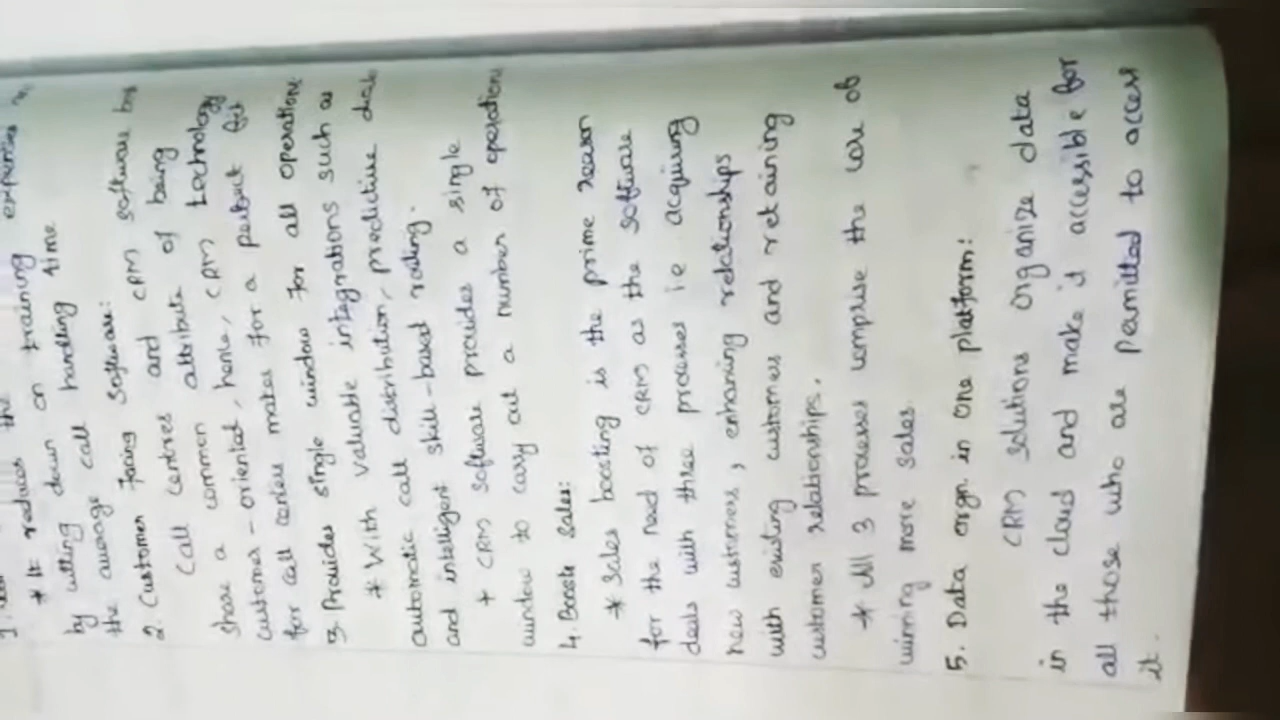 1. the expenses
* It reduces on training
by cutting down call handling time
the average
2. Customer Facing Software:
Call centres and CRM software by
share a common attribute of being
customer-oriented, hence, CRM technology
for call centres makes for a perfect fit
3. Provides single window for all operations
* With valuable integrations such as
automatic call distribution, predictive dial
and intelligent skill-based routing.
* CRM software provides a single
window to carry out a number of operations
4. Boosts Sales:
* Sales boosting is the prime reason
for the need of CRM as the software
deals with three processes ie acquiring
new customers, enhancing relationships
with existing customers and retaining
customer relationships.
* All 3 processes comprise the core of
winning more sales.
5. Data orgn. in One platform:
CRM solutions organize data
in the cloud and make it accessible for
all those who are permitted to access
it.